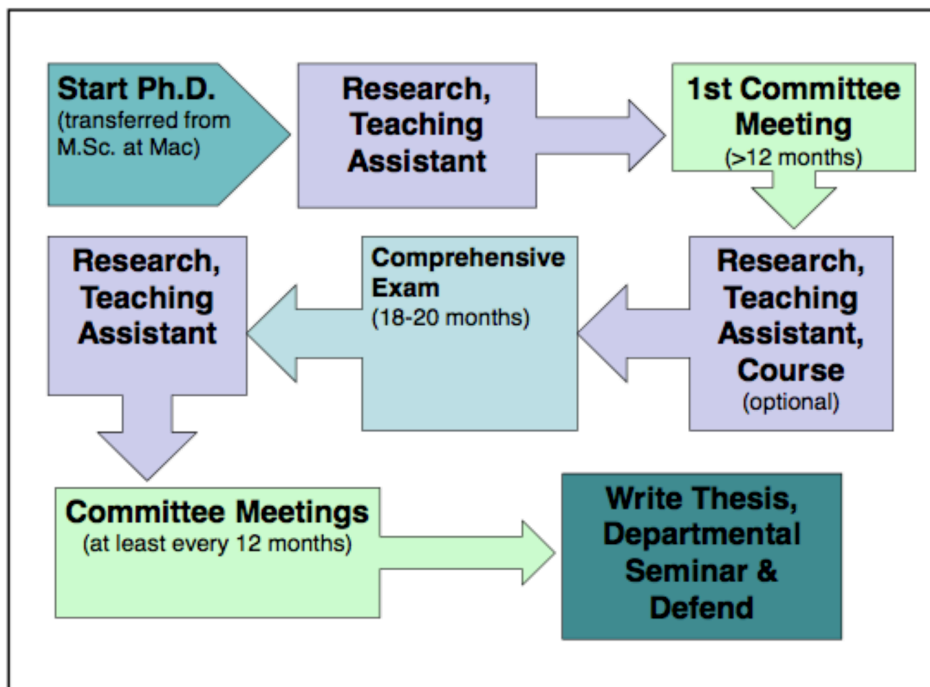 Start Ph.D.
(transferred from
M.Sc. at Mac)
Research,
Teaching
Assistant
1st Committee
Meeting
(>12 months)
Research,
Teaching
Assistant,
Course
(optional)
Comprehensive
Exam
(18-20 months)
Research,
Teaching
Assistant
Committee Meetings
(at least every 12 months)
Write Thesis,
Departmental
Seminar &
Defend